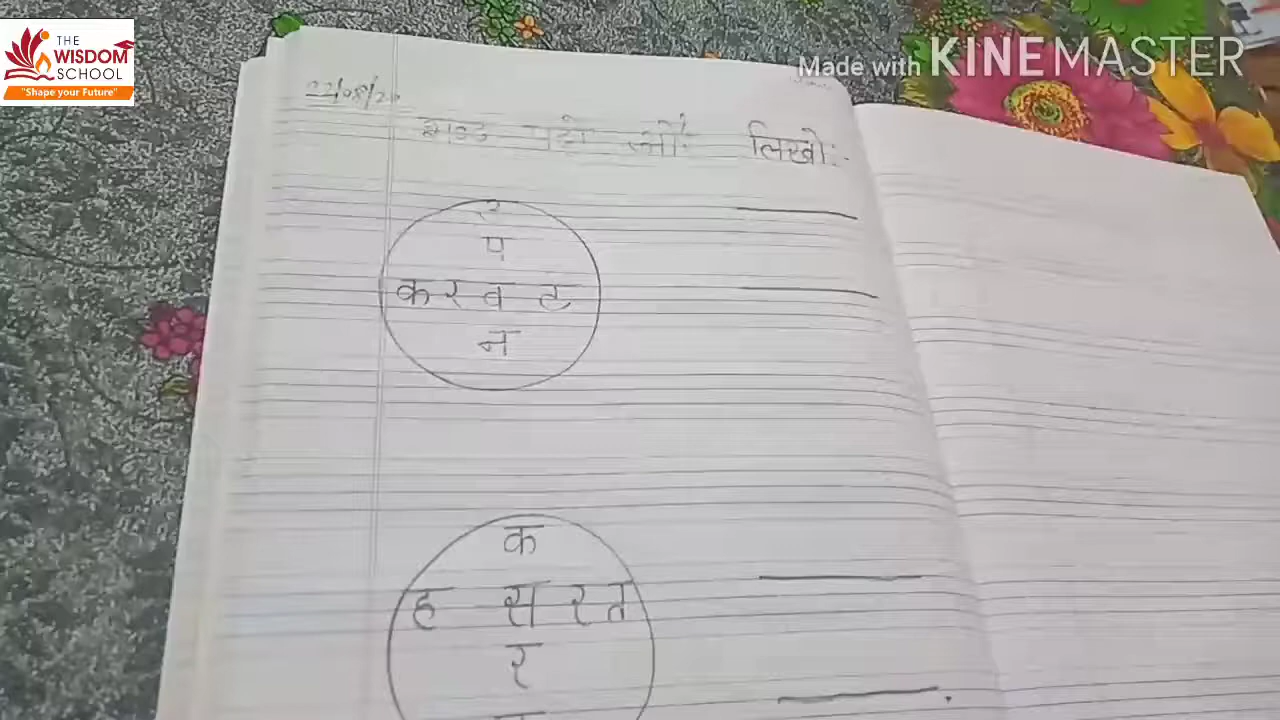 THE
WISDOM
SCHOOL
"Shape your Future"
Made with KINEMASTER
22/08/20
शब्द पढ़ो और लिखो:-
ए
प
क र व ट
न
क
ह स र त
र